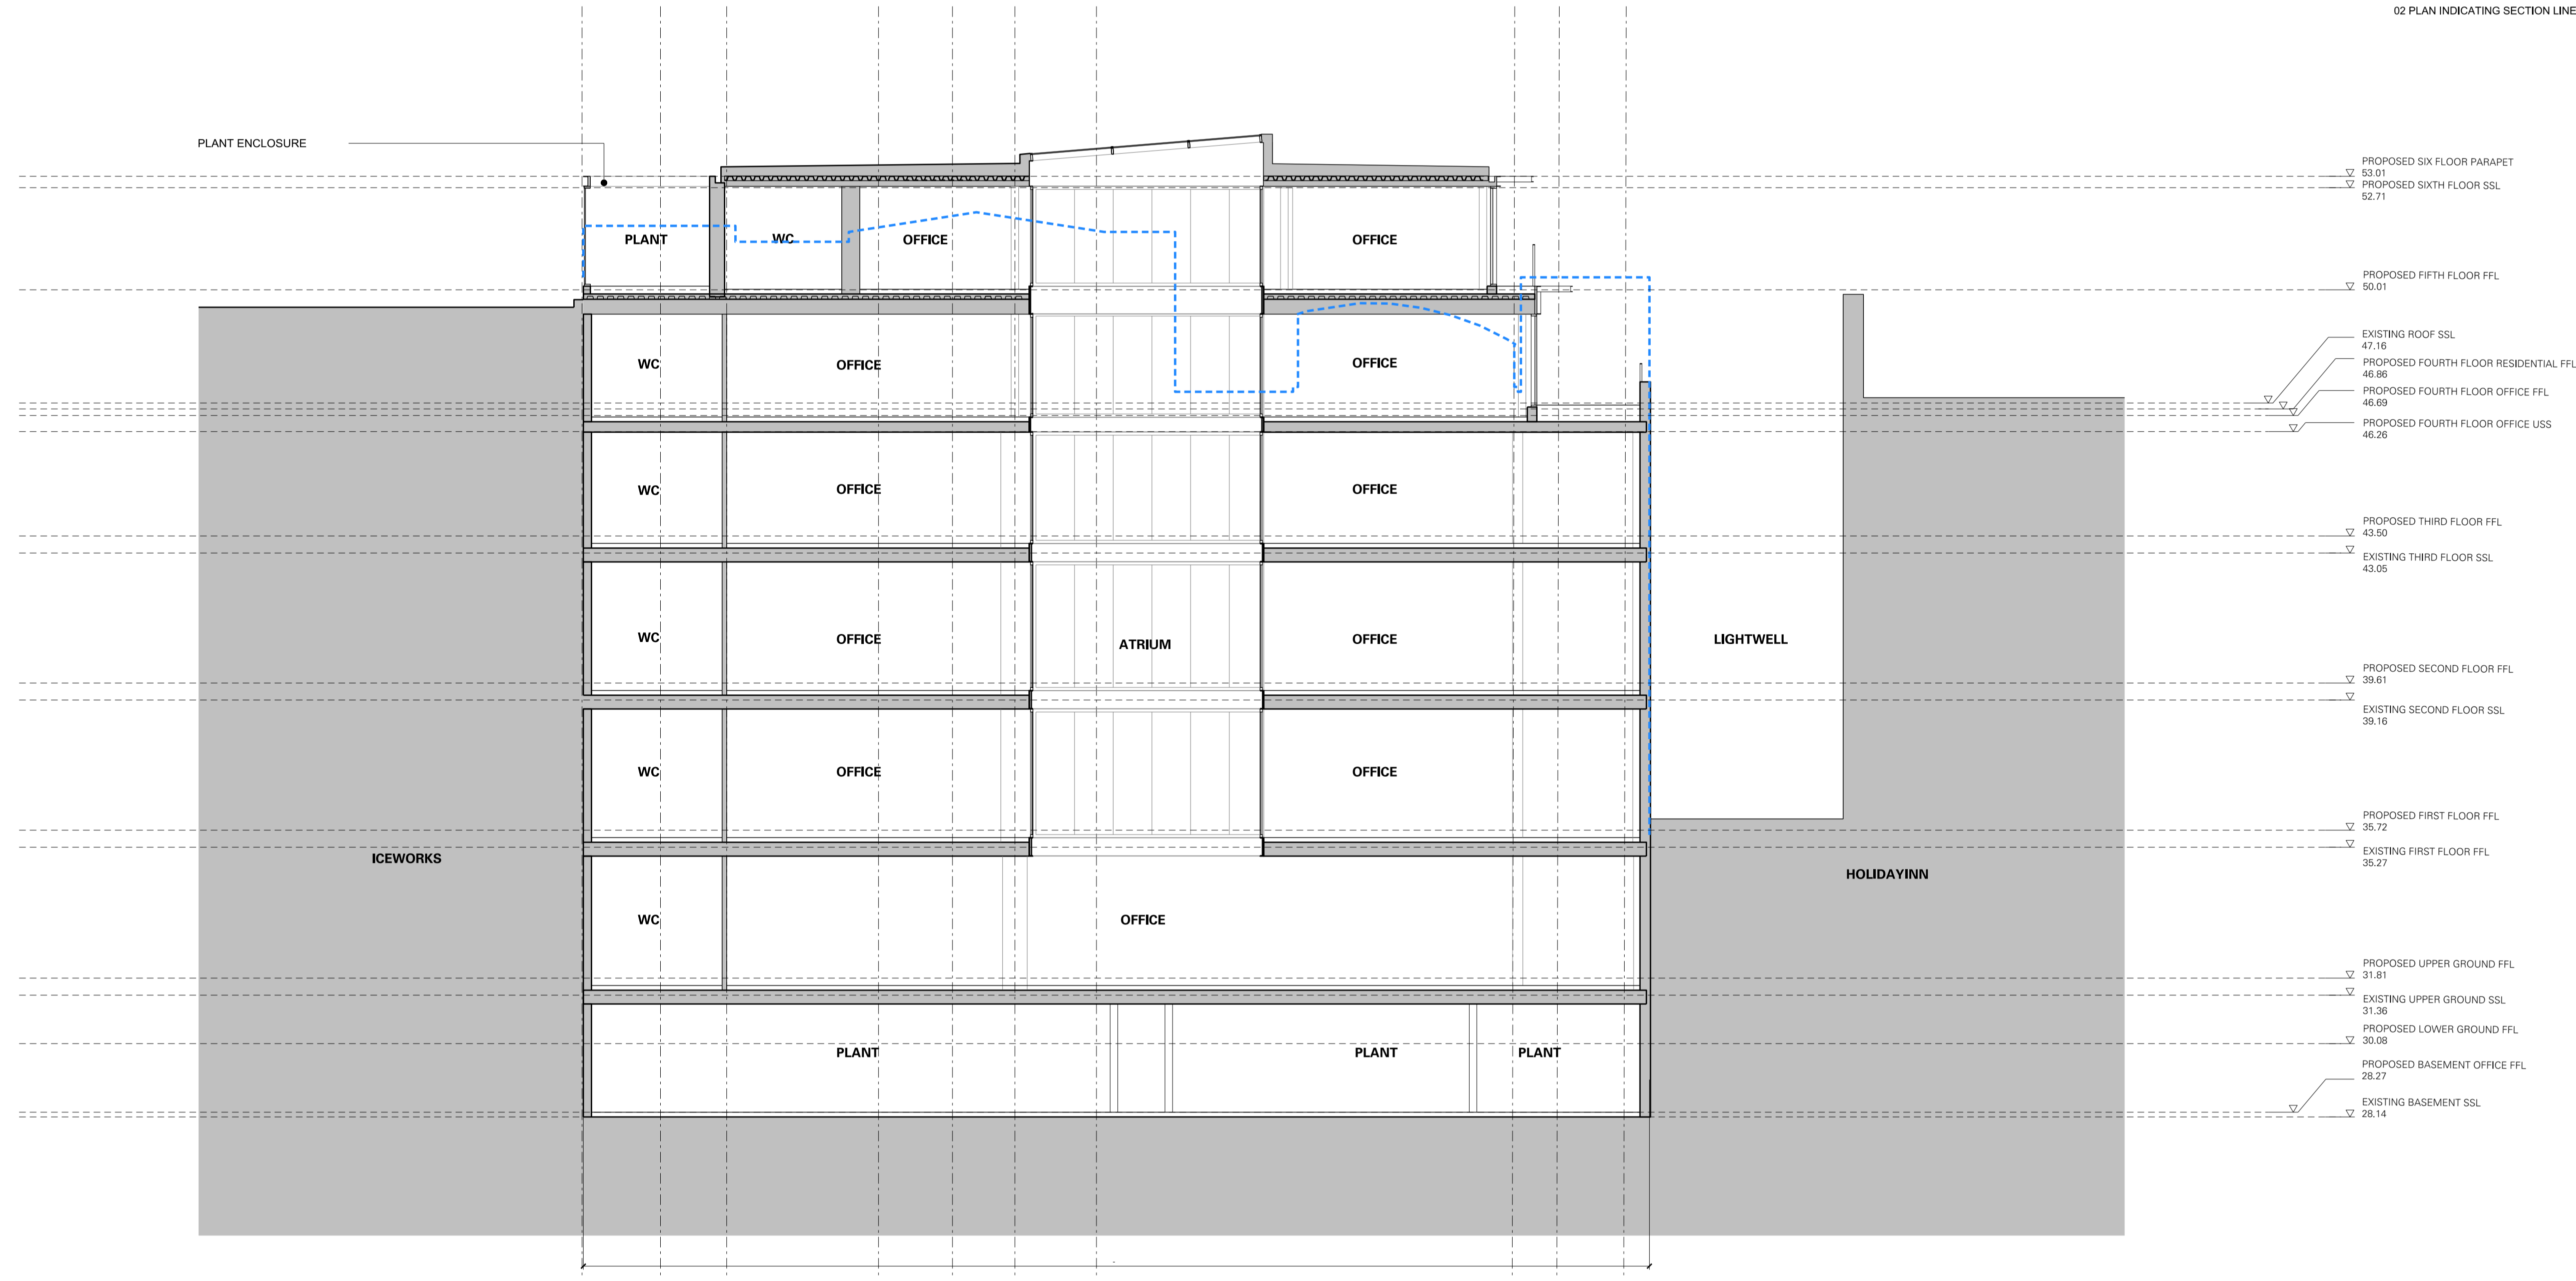 02 PLAN INDICATING SECTION LINE
PLANT ENCLOSURE
PROPOSED SIX FLOOR PARAPET
53.01
PROPOSED SIXTH FLOOR SSL
52.71
PLANT
WC
OFFICE
OFFICE
PROPOSED FIFTH FLOOR FFL
50.01
EXISTING ROOF SSL
47.16
WC
OFFICE
OFFICE
PROPOSED FOURTH FLOOR RESIDENTIAL FFL
46.86
PROPOSED FOURTH FLOOR OFFICE FFL
46.69
PROPOSED FOURTH FLOOR OFFICE USS
46.26
WC
OFFICE
OFFICE
PROPOSED THIRD FLOOR FFL
43.50
EXISTING THIRD FLOOR SSL
43.05
WC
OFFICE
ATRIUM
OFFICE
LIGHTWELL
PROPOSED SECOND FLOOR FFL
39.61
EXISTING SECOND FLOOR SSL
39.16
WC
OFFICE
OFFICE
PROPOSED FIRST FLOOR FFL
35.72
EXISTING FIRST FLOOR FFL
35.27
ICEWORKS
HOLIDAYINN
WC
OFFICE
PROPOSED UPPER GROUND FFL
31.81
EXISTING UPPER GROUND SSL
31.36
PROPOSED LOWER GROUND FFL
30.08
PLANT
PLANT
PLANT
PROPOSED BASEMENT OFFICE FFL
28.27
EXISTING BASEMENT SSL
28.14